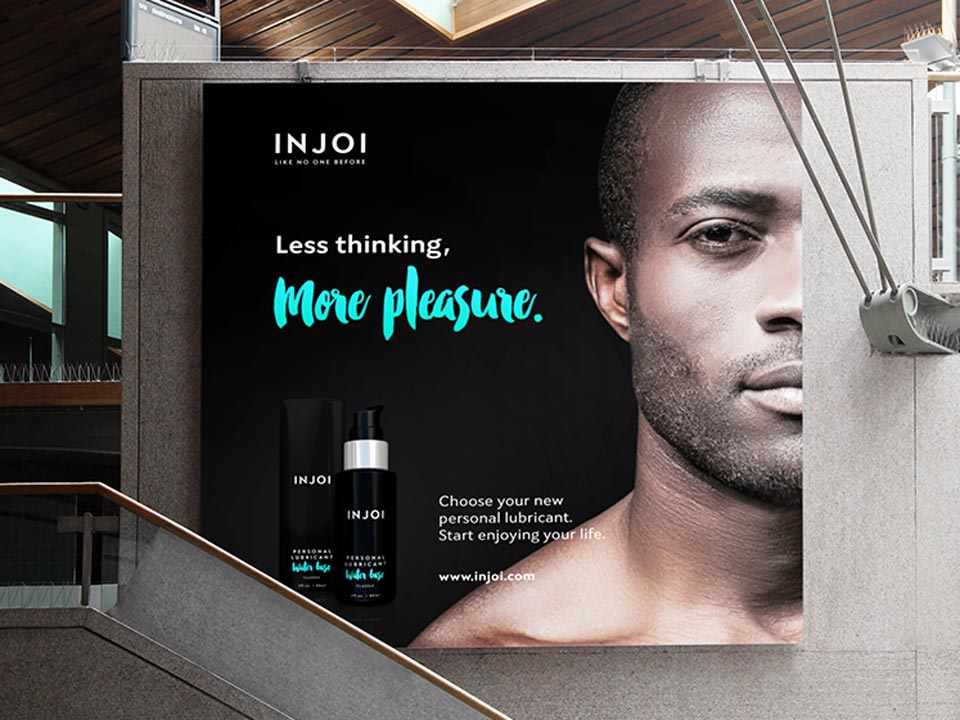 INJOI
LIKE NO ONE BEFORE
Less thinking,
More pleasure.
INJOI
PERSONAL
LUBRICANT
Water base
CLASSIC
INJOI
PERSONAL
LUBRICANT
Water base
CLASSIC
Choose your new
personal lubricant.
Start enjoying your life.
www.injoi.com